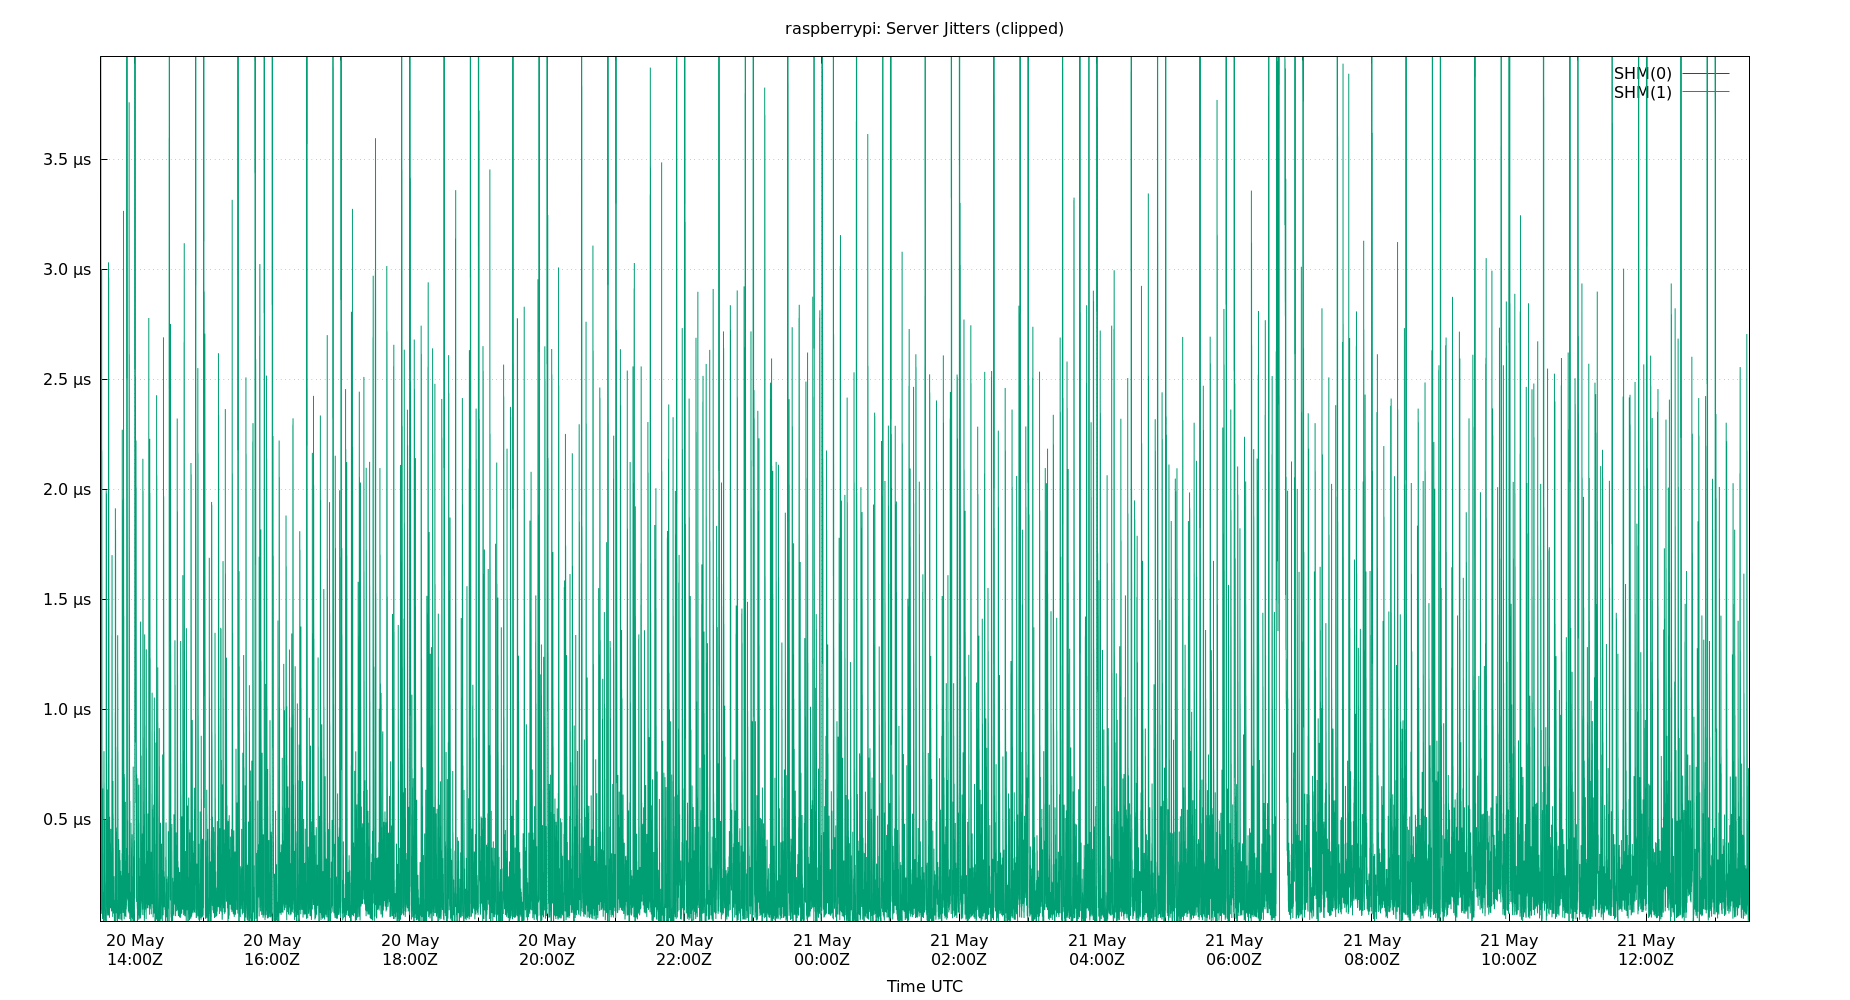 raspberrypi: Server Jitters (clipped)
SHM(0)
SHM(1)
3.5 µs
3.0 µs
2.5 µs
2.0 µs
1.5 µs
1.0 µs
0.5 µs
20 May 20 May 20 May 20 May 20 May 21 May 21 May 21 May 21 May 21 May 21 May 21 May
14:00Z 16:00Z 18:00Z 20:00Z 22:00Z 00:00Z 02:00Z 04:00Z 06:00Z 08:00Z 10:00Z 12:00Z
Time UTC